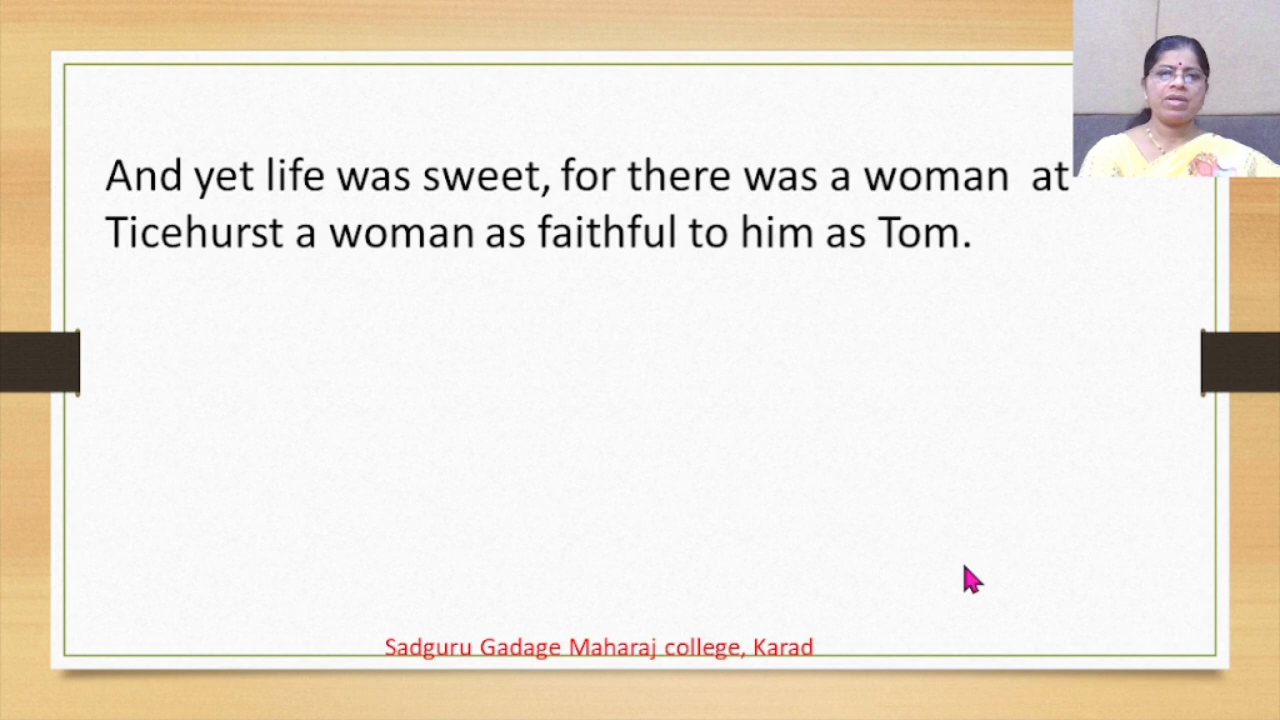 And yet life was sweet, for there was a woman at
Ticehurst a woman as faithful to him as Tom.
Sadguru Gadage Maharaj college, Karad